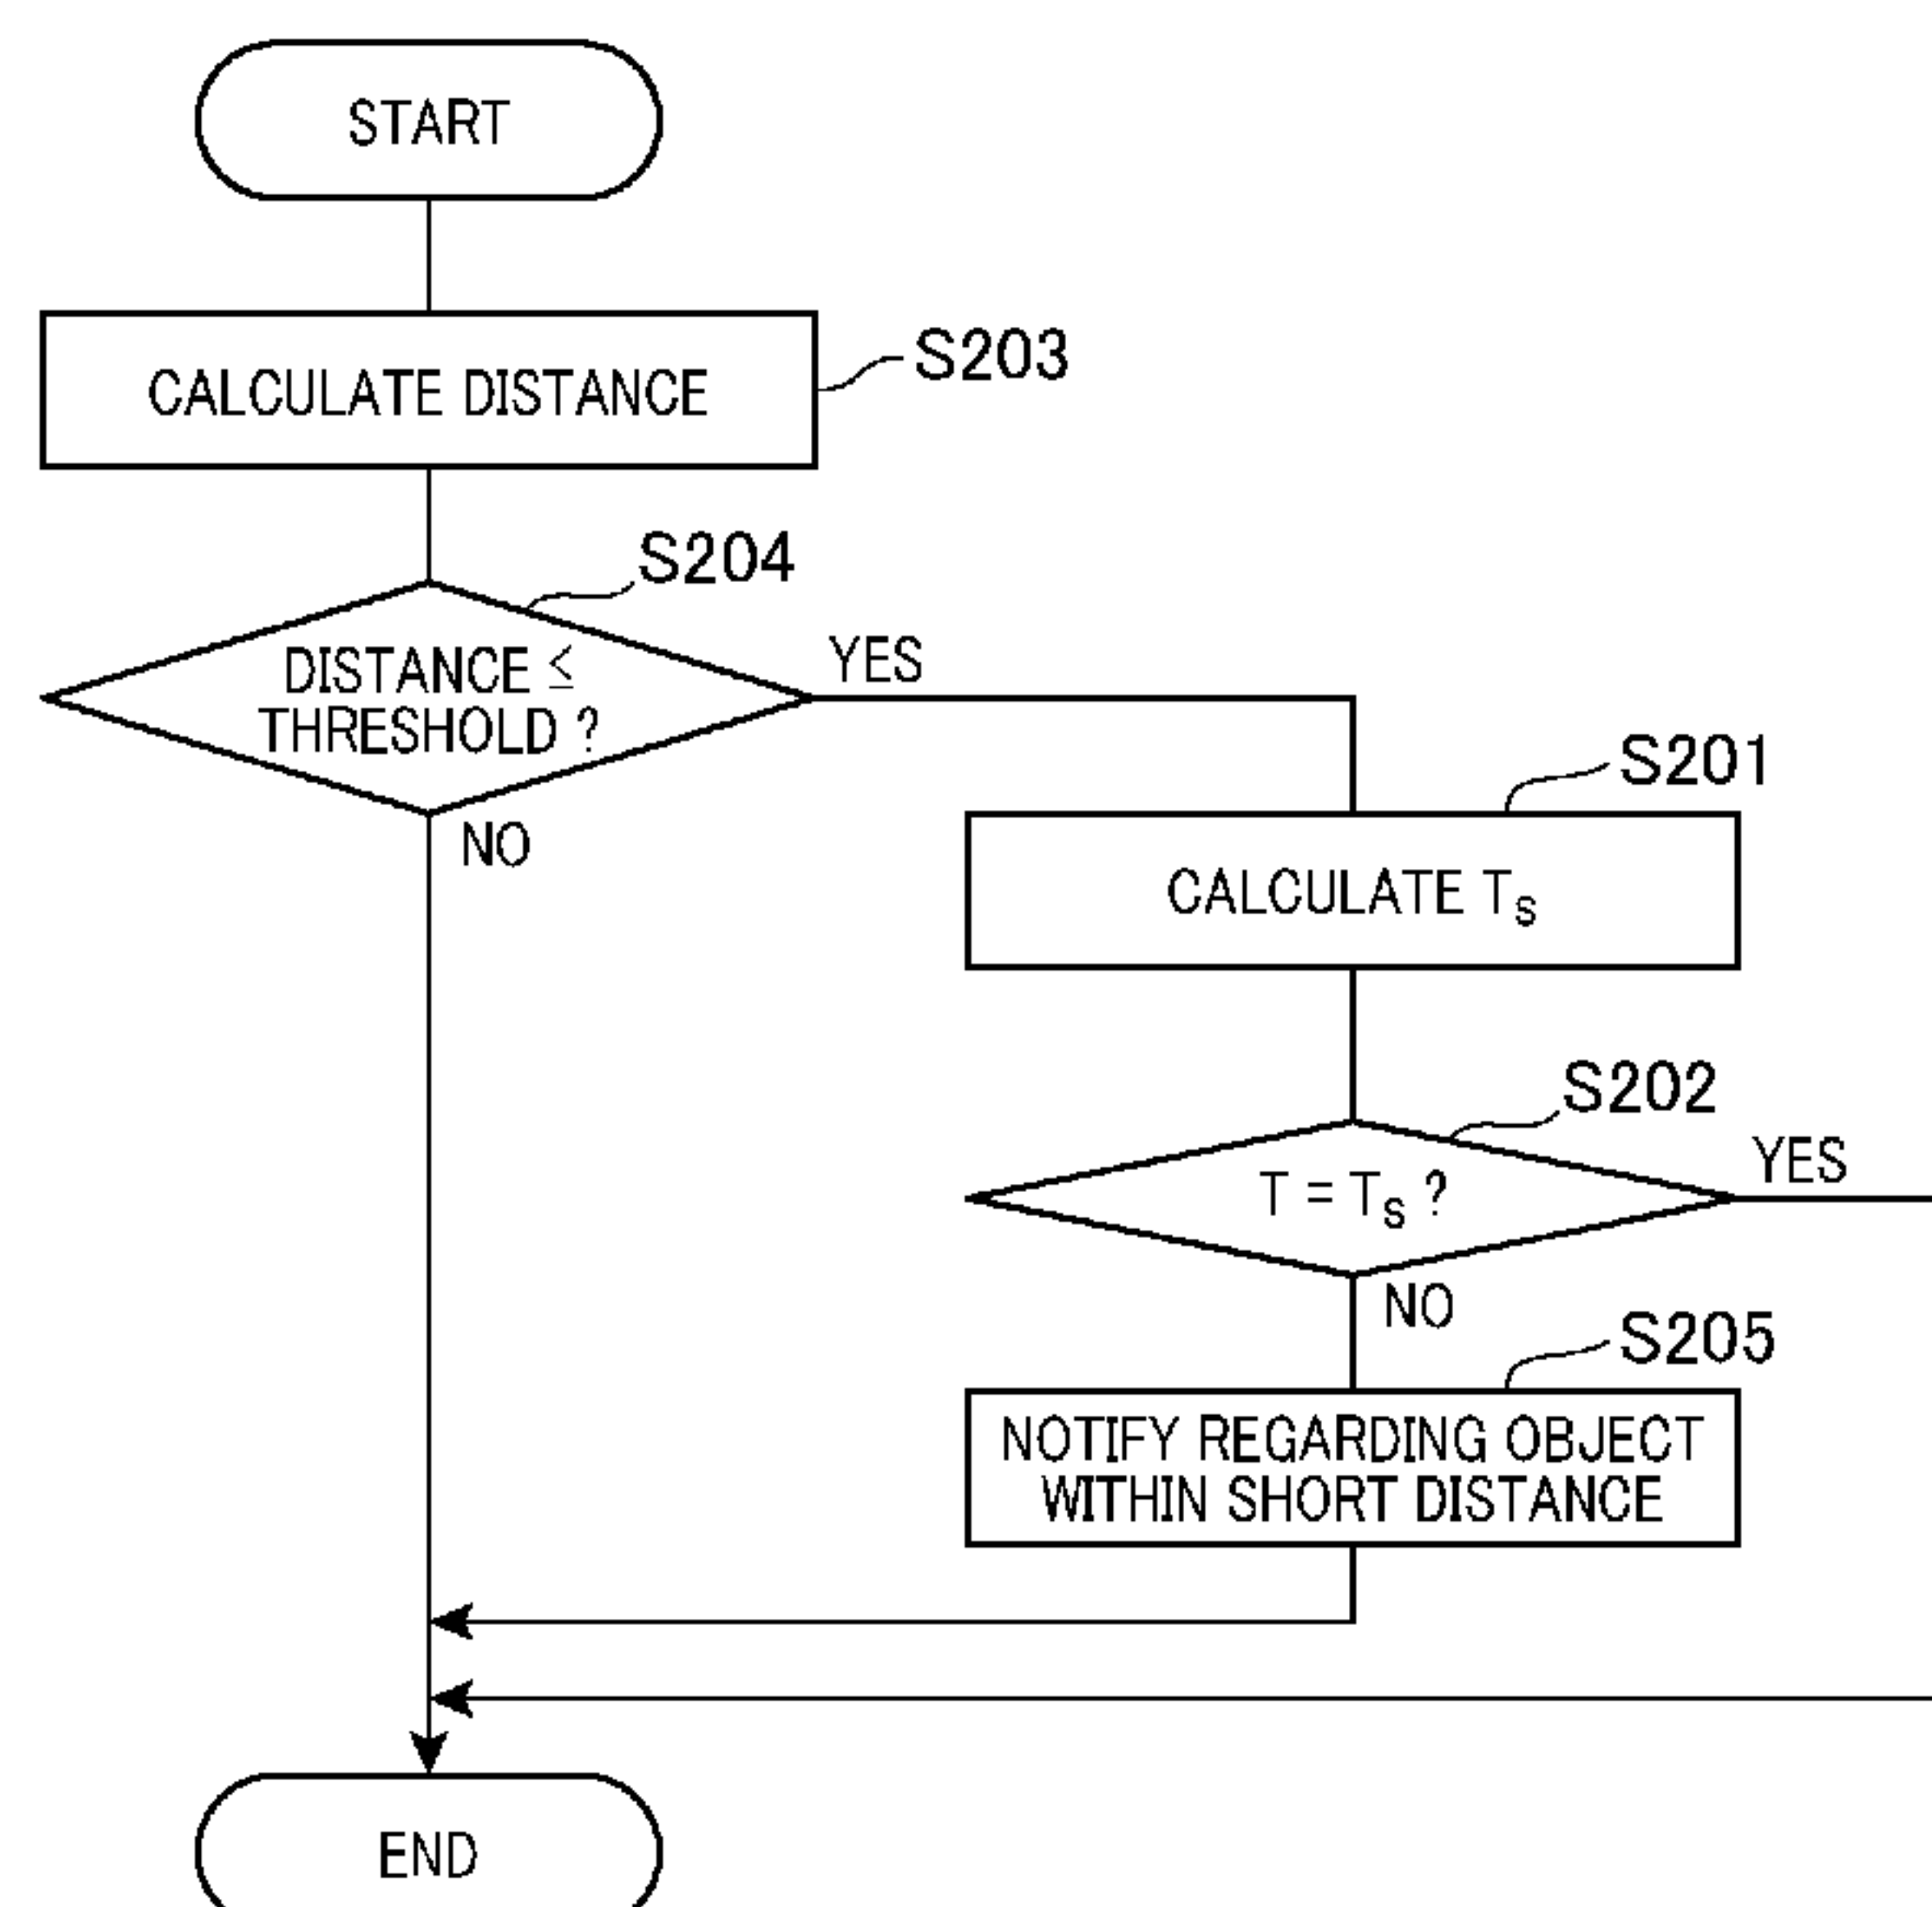 START
CALCULATE DISTANCE
S203
S204
DISTANCE ≤
THRESHOLD ?
YES
NO
S201
CALCULATE Ts
S202
T = Ts ?
YES
NO
S205
NOTIFY REGARDING OBJECT
WITHIN SHORT DISTANCE
END